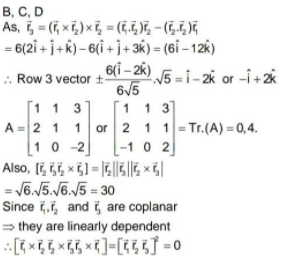 B, C, D
As, r⃗₃ = (r⃗₁ × r⃗₂) × r⃗₂ = (r⃗₁.r⃗₂)r⃗₂ − (r⃗₂.r⃗₂)r⃗₁
= 6(2î + ĵ + k̂) − 6(î + ĵ + 3k̂) = (6î − 12k̂)
∴ Row 3 vector ± 6(î − 2k̂)/6√5 .√5 = î − 2k̂ or −î + 2k̂
A = [1 1 3; 2 1 1; 1 0 −2] or [1 1 3; 2 1 1; −1 0 2] = Tr.(A) = 0,4.
Also, [r⃗₂ r⃗₃ r⃗₂ × r⃗₃] = |r⃗₂||r⃗₃||r⃗₂ × r⃗₃|
= √6.√5.√6.√5 = 30
Since r⃗₁,r⃗₂ and r⃗₃ are coplanar
⇒ they are linearly dependent
∴[r⃗₁ × r⃗₂ r⃗₂ × r⃗₃ r⃗₃ × r⃗₁] = [r⃗₁ r⃗₂ r⃗₃]² = 0